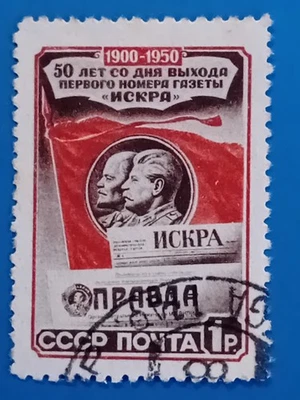 1900-1950
50 ЛЕТ СО ДНЯ ВЫХОДА
ПЕРВОГО НОМЕРА ГАЗЕТЫ
«ИСКРА»
ИСКРА
ПРАВДА
СССР ПОЧТА 1Р